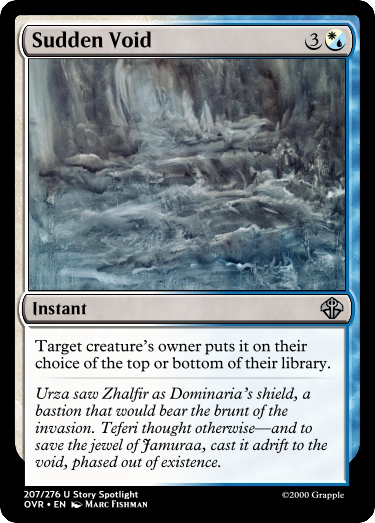 Sudden Void 3
Instant
Target creature's owner puts it on their
choice of the top or bottom of their library.
Urza saw Zhalfir as Dominaria's shield, a
bastion that would bear the brunt of the
invasion. Teferi thought otherwise—and to
save the jewel of Jamuraa, cast it adrift to the
void, phased out of existence.
207/276 U Story Spotlight
OVR • EN Marc Fishman ©2000 Grapple